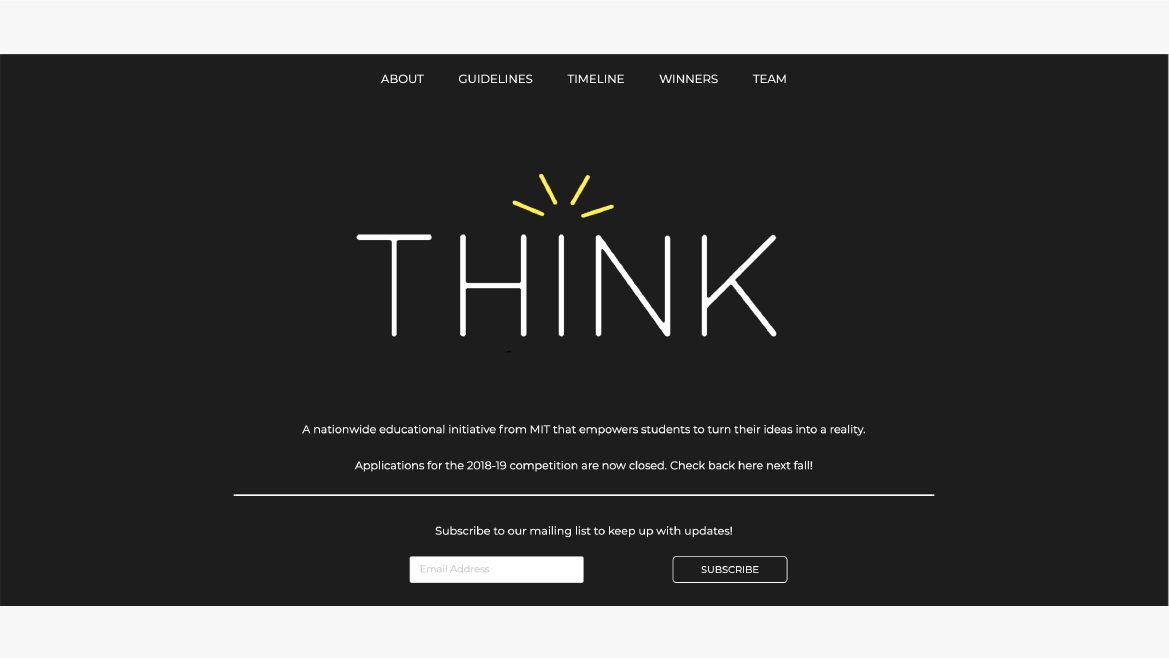 ABOUT GUIDELINES TIMELINE WINNERS TEAM
THINK
A nationwide educational initiative from MIT that empowers students to turn their ideas into a reality.
Applications for the 2018-19 competition are now closed. Check back here next fall!
Subscribe to our mailing list to keep up with updates!
Email Address SUBSCRIBE